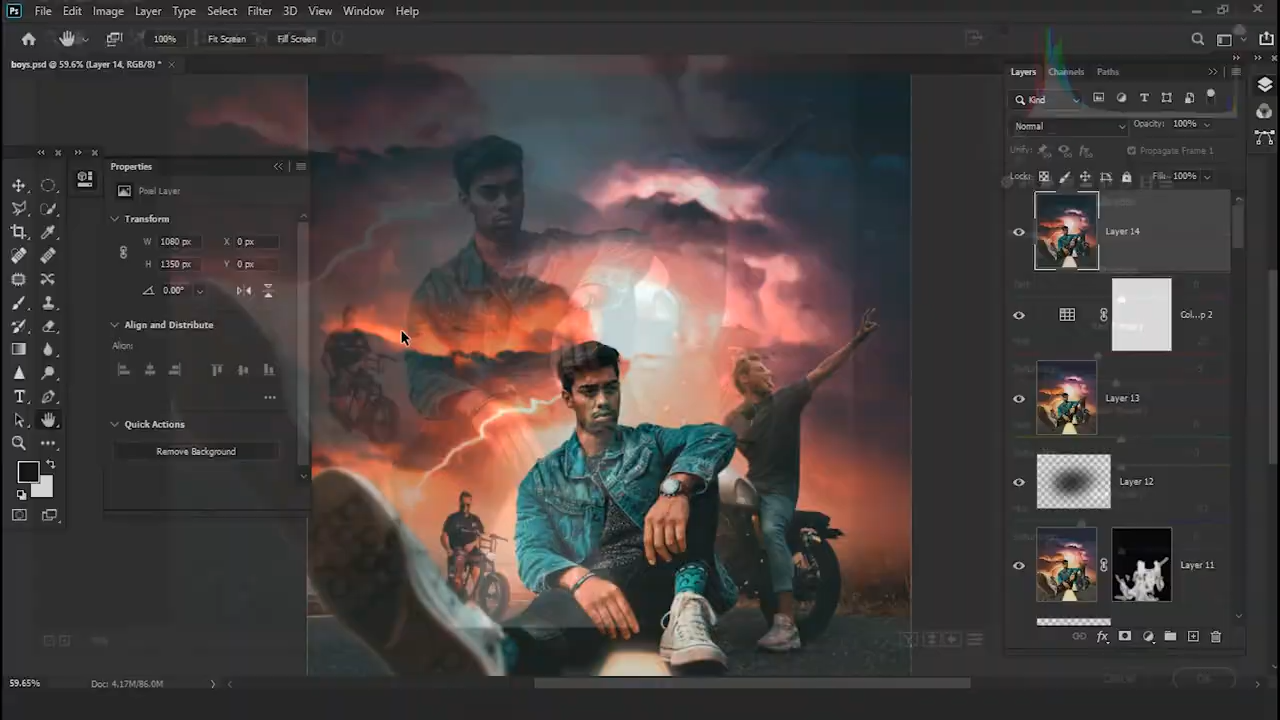 Ps File Edit Image Layer Type Select Filter 3D View Window Help
100% Fit Screen Fill Screen
boys.psd @ 59.6% (Layer 14, RGB/8) *
Layers Channels Paths
Kind
Normal Opacity: 100%
Unify: Propagate Frame 1
Lock: Fill: 100%
Layer 14
Col...p 2
Layer 13
Layer 12
Layer 11
fx
Properties
Pixel Layer
Transform
W 1080 px X 0 px
H 1350 px Y 0 px
0.00°
Align and Distribute
Align:
Quick Actions
Remove Background
59.65% Doc: 4.17M/86.0M